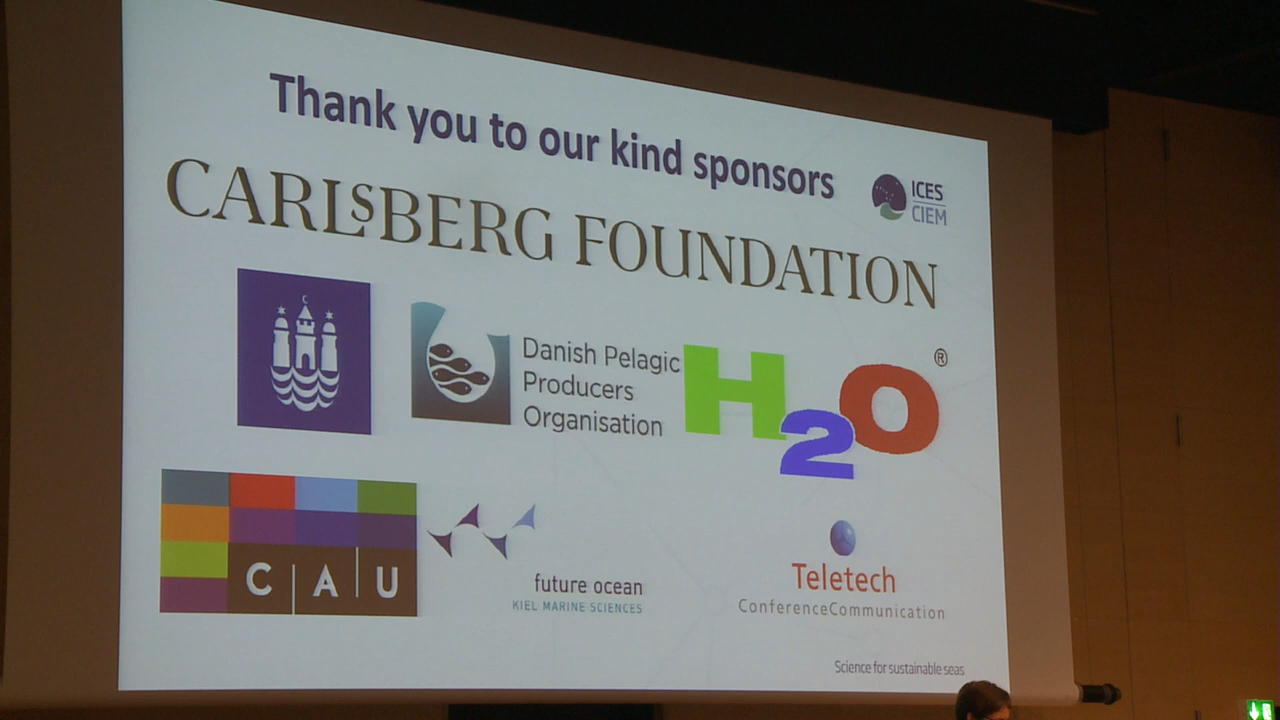 Thank you to our kind sponsors
ICES
CIEM
CARLSBERG FOUNDATION
Danish Pelagic
Producers
Organisation
H2O®
CAU
future ocean
KIEL MARINE SCIENCES
Teletech
ConferenceCommunication
Science for sustainable seas